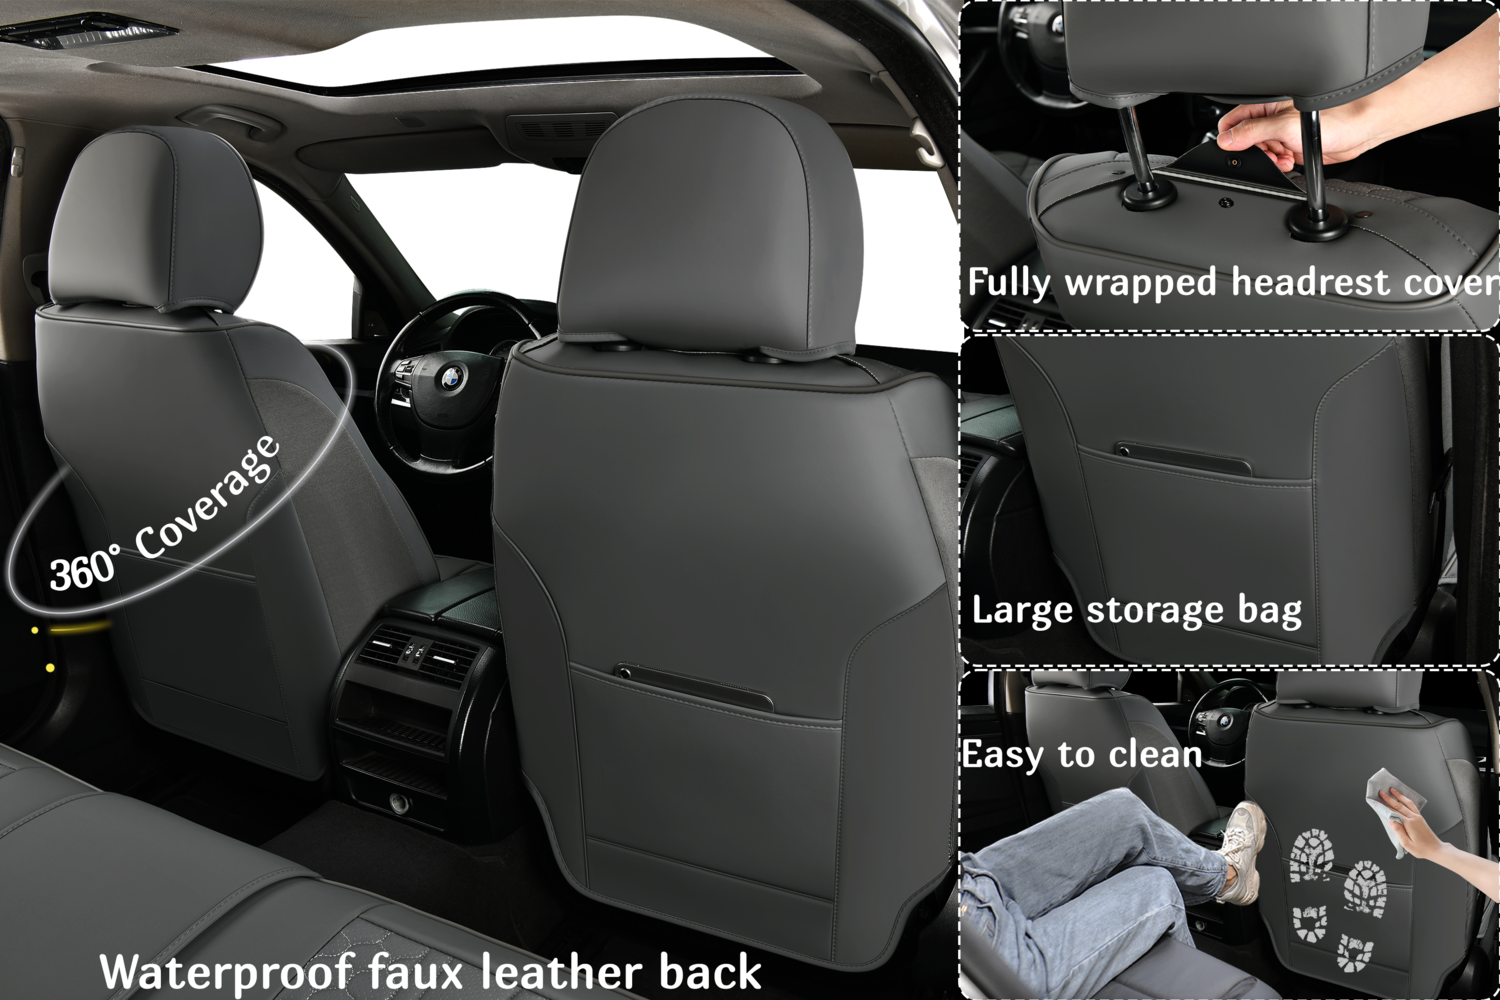 360° Coverage
Waterproof faux leather back
Fully wrapped headrest cover
Large storage bag
Easy to clean